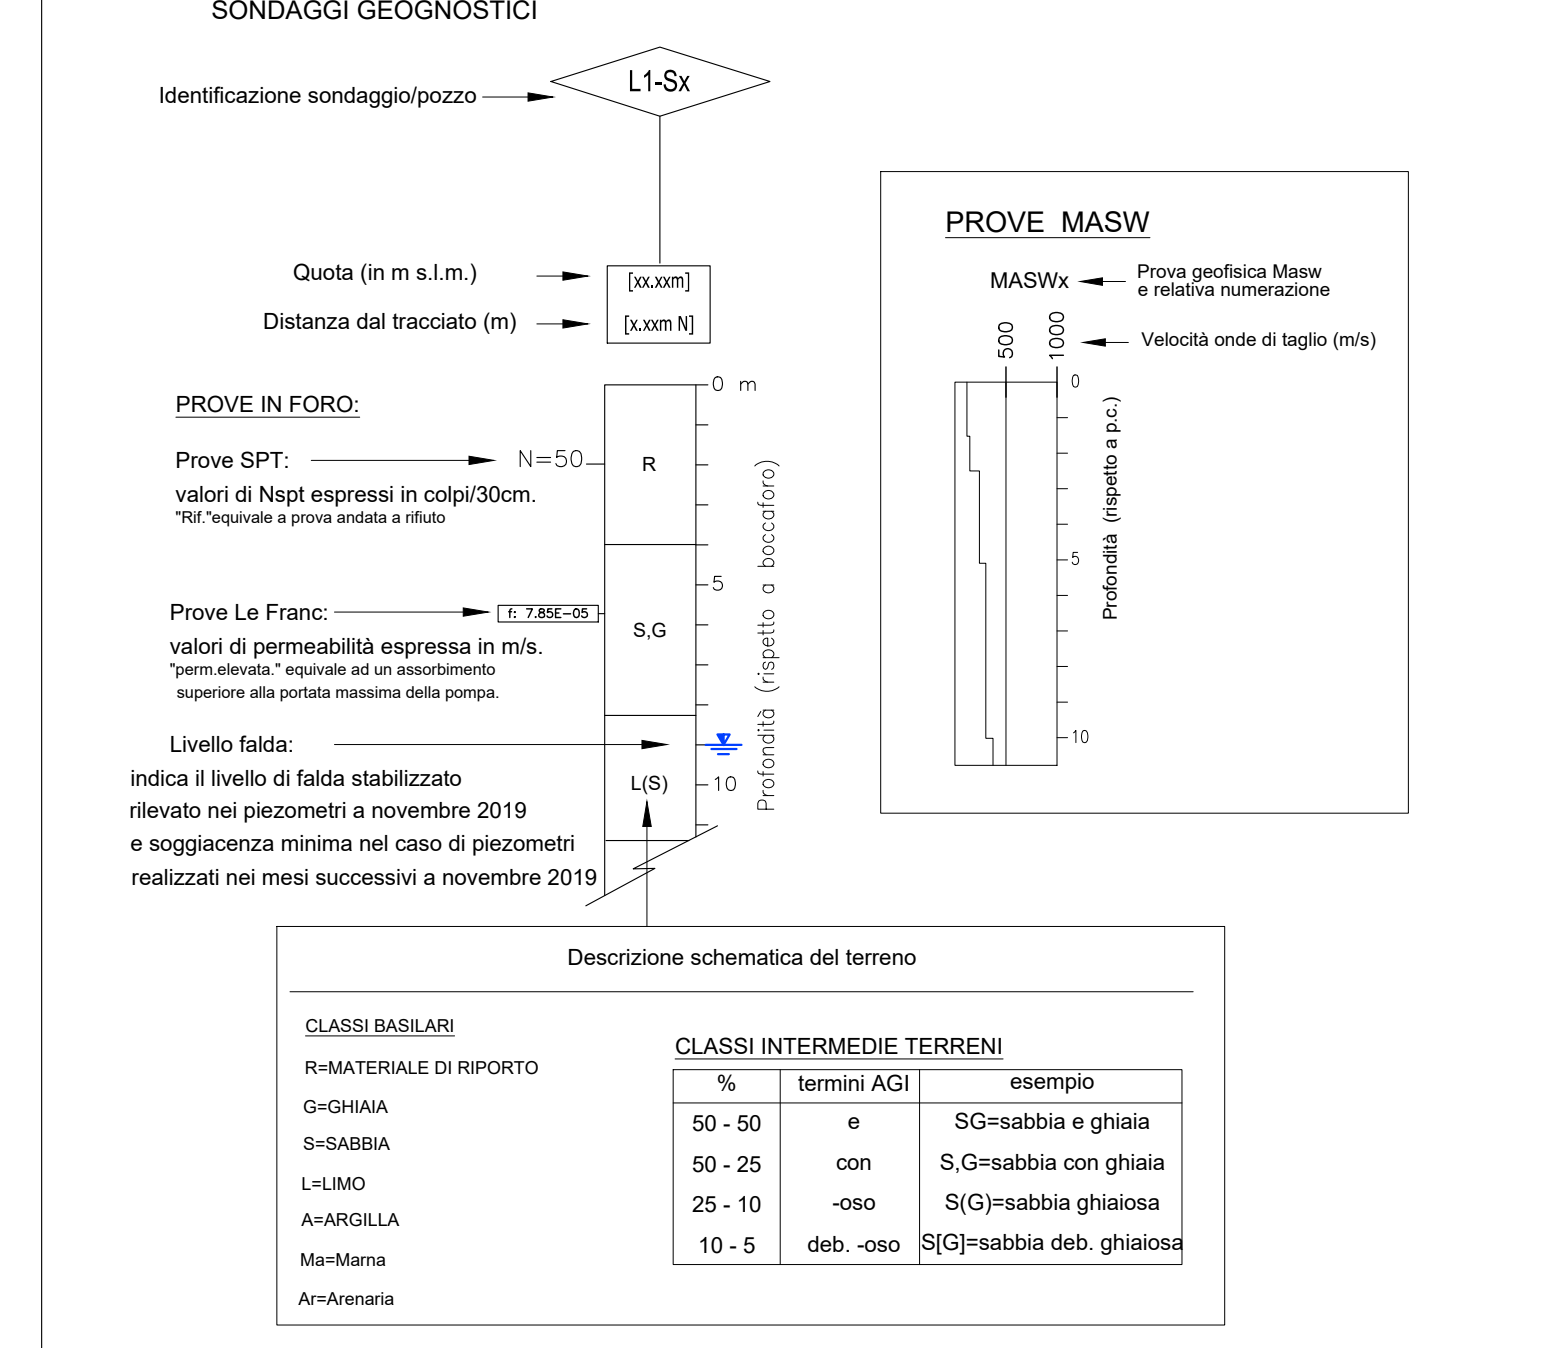 SONDAGGI GEOGNOSTICI
L1-Sx
Identificazione sondaggio/pozzo
Quota (in m s.l.m.)
[xx.xxm]
Distanza dal tracciato (m)
[x.xxm N]
0 m
PROVE IN FORO:
Prove SPT:
N=50
R
valori di Nspt espressi in colpi/30cm.
"Rif."equivale a prova andata a rifiuto
5
Prove Le Franc:
f: 7.85E-05
S,G
valori di permeabilità espressa in m/s.
"perm.elevata." equivale ad un assorbimento
superiore alla portata massima della pompa.
Livello falda:
L(S)
10
Profondità (rispetto a boccaforo)
indica il livello di falda stabilizzato
rilevato nei piezometri a novembre 2019
e soggiacenza minima nel caso di piezometri
realizzati nei mesi successivi a novembre 2019
PROVE MASW
MASWx
Prova geofisica Masw
e relativa numerazione
500
1000
Velocità onde di taglio (m/s)
0
5
10
Profondità (rispetto a p.c.)
Descrizione schematica del terreno
CLASSI BASILARI
R=MATERIALE DI RIPORTO
G=GHIAIA
S=SABBIA
L=LIMO
A=ARGILLA
Ma=Marna
Ar=Arenaria
CLASSI INTERMEDIE TERRENI
% termini AGI esempio
50 - 50 e SG=sabbia e ghiaia
50 - 25 con S,G=sabbia con ghiaia
25 - 10 -oso S(G)=sabbia ghiaiosa
10 - 5 deb. -oso S[G]=sabbia deb. ghiaiosa